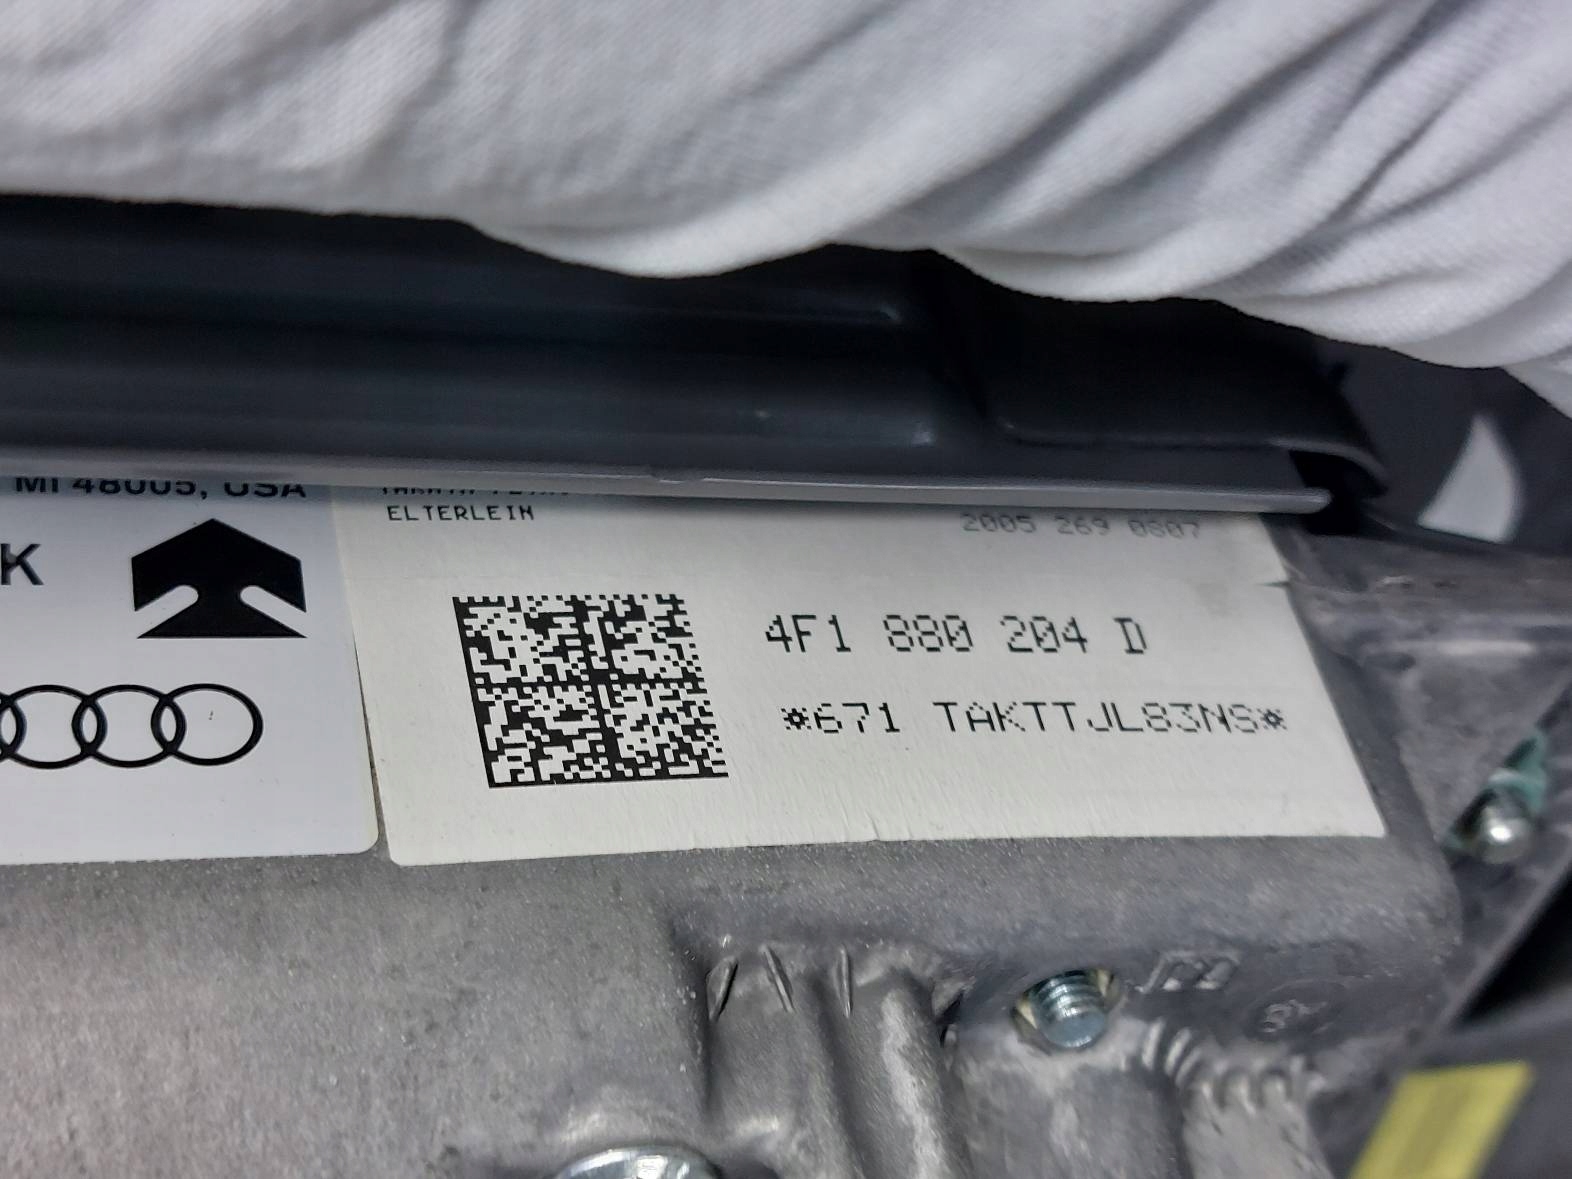 MI 48005, USA
K
ELTERLEIN
2005 269 0807
4F1 880 204 D
*671 TAKTTJL83NS*